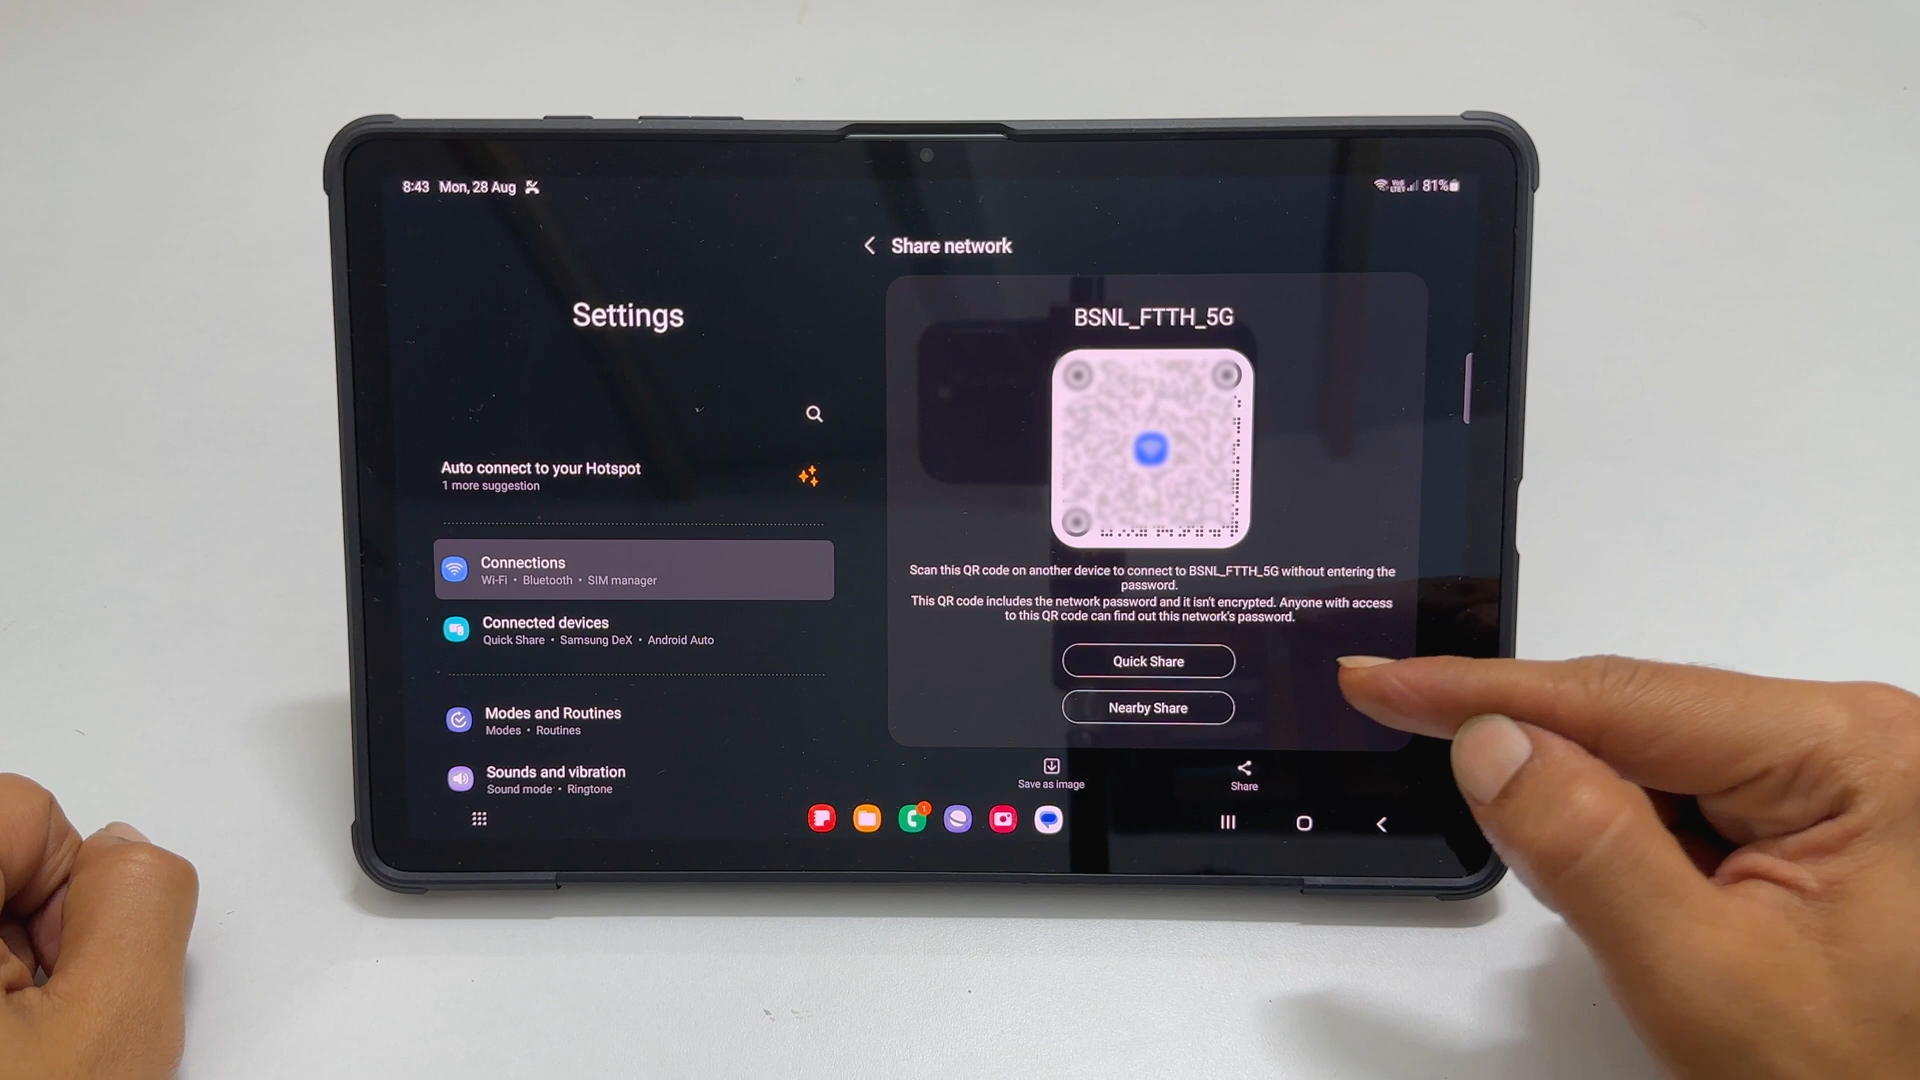 8:43 Mon, 28 Aug
81%
Share network
Settings
BSNL_FTTH_5G
Auto connect to your Hotspot
1 more suggestion
Connections
Wi-Fi • Bluetooth • SIM manager
Connected devices
Quick Share • Samsung DeX • Android Auto
Modes and Routines
Modes • Routines
Sounds and vibration
Sound mode • Ringtone
Scan this QR code on another device to connect to BSNL_FTTH_5G without entering the
password.
This QR code includes the network password and it isn't encrypted. Anyone with access
to this QR code can find out this network's password.
Quick Share
Nearby Share
Save as image
Share
1